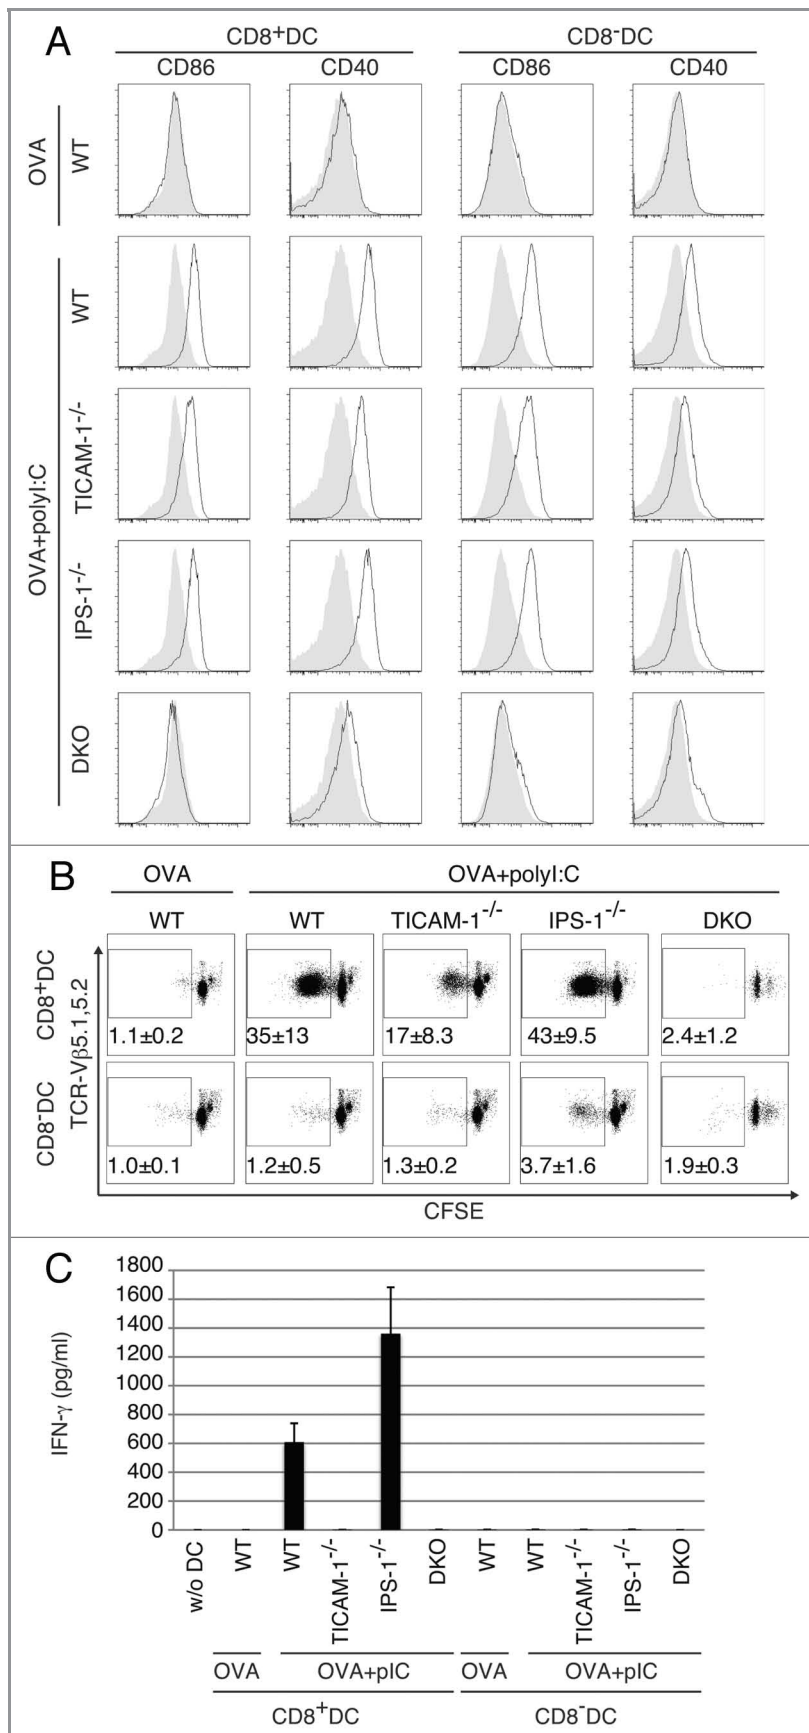 A
CD8+DC CD8-DC
CD86 CD40 CD86 CD40
OVA WT
OVA+polyI:C
WT
TICAM-1-/-
IPS-1-/-
DKO
B
OVA OVA+polyI:C
WT WT TICAM-1-/- IPS-1-/- DKO
TCR-Vβ5.1,5.2
CD8+DC
1.1±0.2 35±13 17±8.3 43±9.5 2.4±1.2
CD8-DC
1.0±0.1 1.2±0.5 1.3±0.2 3.7±1.6 1.9±0.3
CFSE
C
IFN-γ (pg/ml)
1800
1600
1400
1200
1000
800
600
400
200
0
w/o DC WT WT TICAM-1-/- IPS-1-/- DKO WT WT TICAM-1-/- IPS-1-/- DKO
OVA OVA+pIC OVA OVA+pIC
CD8+DC CD8-DC